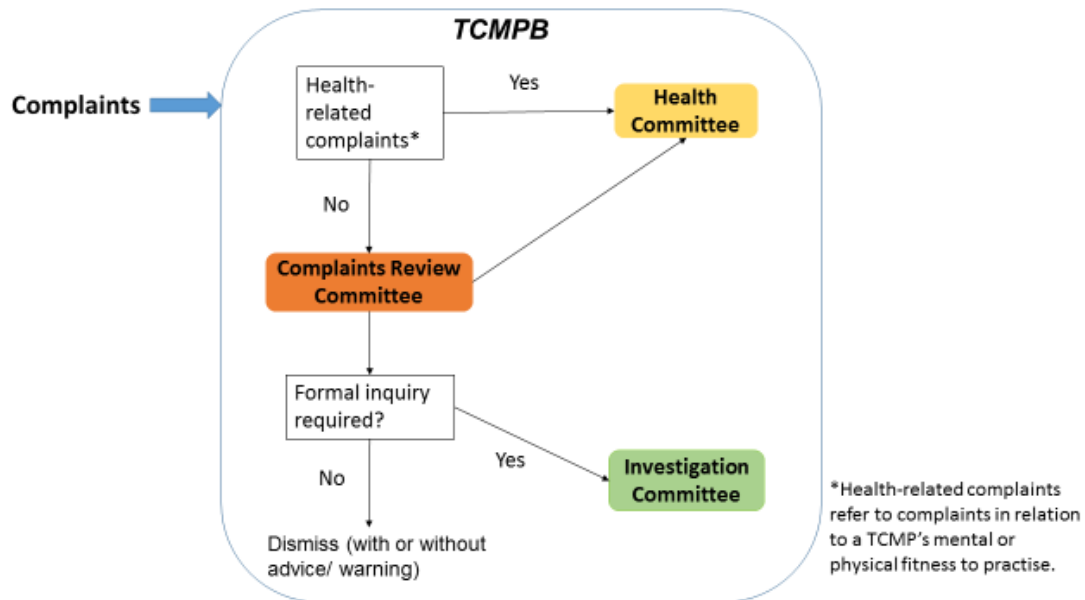 TCMPB
Complaints
Health-
related
complaints*
Yes
Health
Committee
No
Complaints Review
Committee
Formal inquiry
required?
Yes
Investigation
Committee
No
Dismiss (with or without
advice/ warning)
*Health-related complaints
refer to complaints in relation
to a TCMP's mental or
physical fitness to practise.